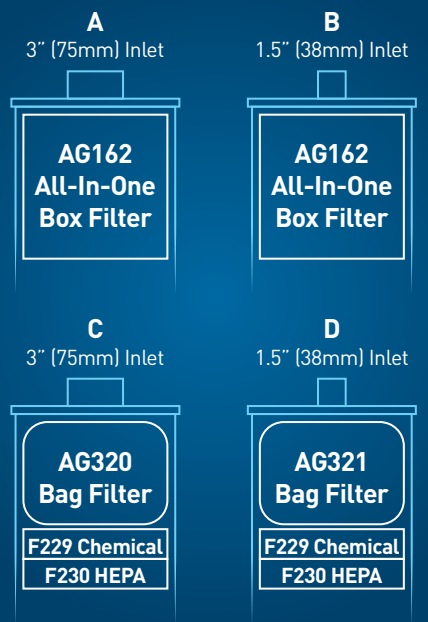 A
3” (75mm) Inlet
AG162
All-In-One
Box Filter
B
1.5” (38mm) Inlet
AG162
All-In-One
Box Filter
C
3” (75mm) Inlet
AG320
Bag Filter
F229 Chemical
F230 HEPA
D
1.5” (38mm) Inlet
AG321
Bag Filter
F229 Chemical
F230 HEPA